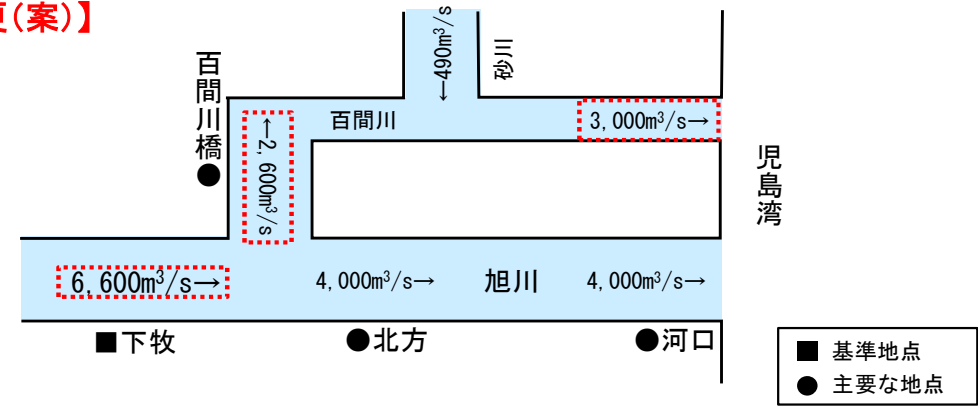 更(案)】
←490m³/s
砂川
百間川橋
●
←2,600m³/s
百間川
3,000m³/s→
児島湾
6,600m³/s→
4,000m³/s→
旭川
4,000m³/s→
■下牧
●北方
●河口
■ 基準地点
● 主要な地点